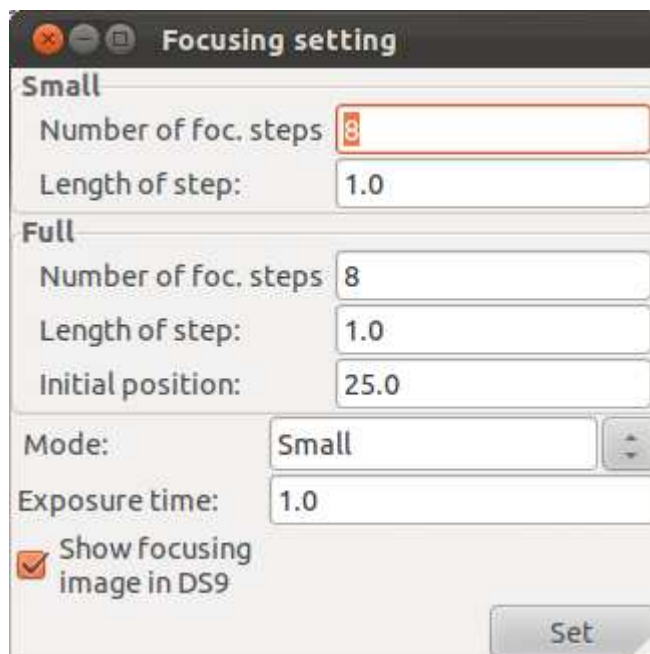 Focusing setting
Small
Number of foc. steps 8
Length of step: 1.0
Full
Number of foc. steps 8
Length of step: 1.0
Initial position: 25.0
Mode: Small
Exposure time: 1.0
Show focusing
image in DS9
Set